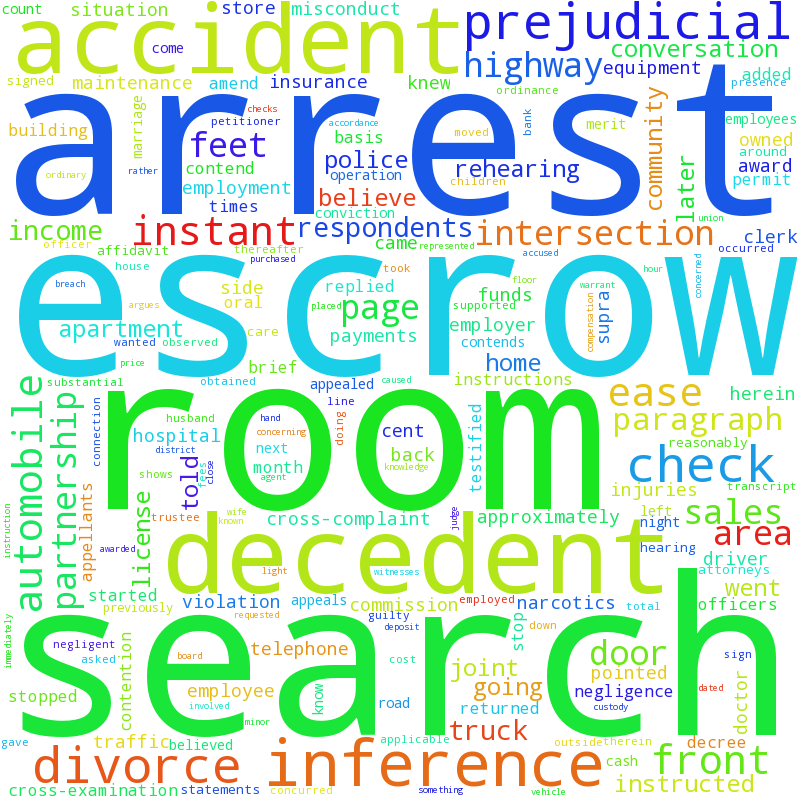 count situation store misconduct
accident prejudicial
come conversation
signed maintenance amend insurance knew highway equipment added
ordinance presence
arrest
checks
marriage petitioner accordance bank
building feet basis moved merit employees
police community owned around
rather contend operation rehearing later award
ordinary employment believe children permit
times conviction union
income instant respondents intersection clerk
officer affidavit thereafter came represented accused occurred
house purchased took floor hour concerned
escrow
breach side replied funds warrant
argues oral placed supported compensation supra
apartment care page employer
wanted observed payments contends
price brief home
substantial obtained appealed caused instructions ease herein
room
automobile partnership connection husband hand line doing cent testified paragraph
hospital concerning back reasonably
district next check
shows fees close month knowledge transcript
told agent injuries
appellants license wife judge left sales
instruction trustee known cross-complaint approximately night area
decedent
awarded hearing driver
light witnesses attorneys
started employed went
previously violation appeals commission narcotics total officers
immediately search
requested guilty deposit stop down
negligent telephone door sign
contention asked board cost joint pointed
employee know going negligence dated doctor
stopped involved road returned custody
minor truck
gave traffic believed applicable outside therein decree
divorce inference cash front
cross-examination statements concurred something vehicle instructed